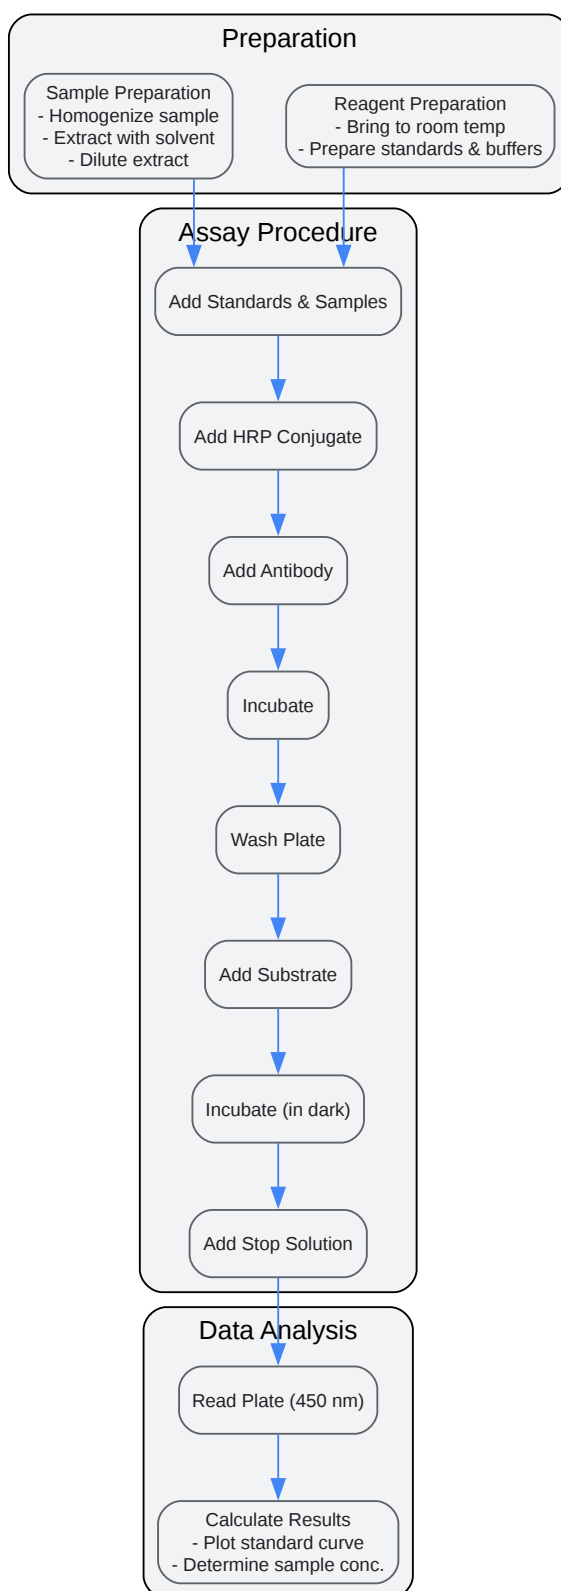 Preparation
Sample Preparation
- Homogenize sample
- Extract with solvent
- Dilute extract
Reagent Preparation
- Bring to room temp
- Prepare standards & buffers
Assay Procedure
Add Standards & Samples
Add HRP Conjugate
Add Antibody
Incubate
Wash Plate
Add Substrate
Incubate (in dark)
Add Stop Solution
Data Analysis
Read Plate (450 nm)
Calculate Results
- Plot standard curve
- Determine sample conc.